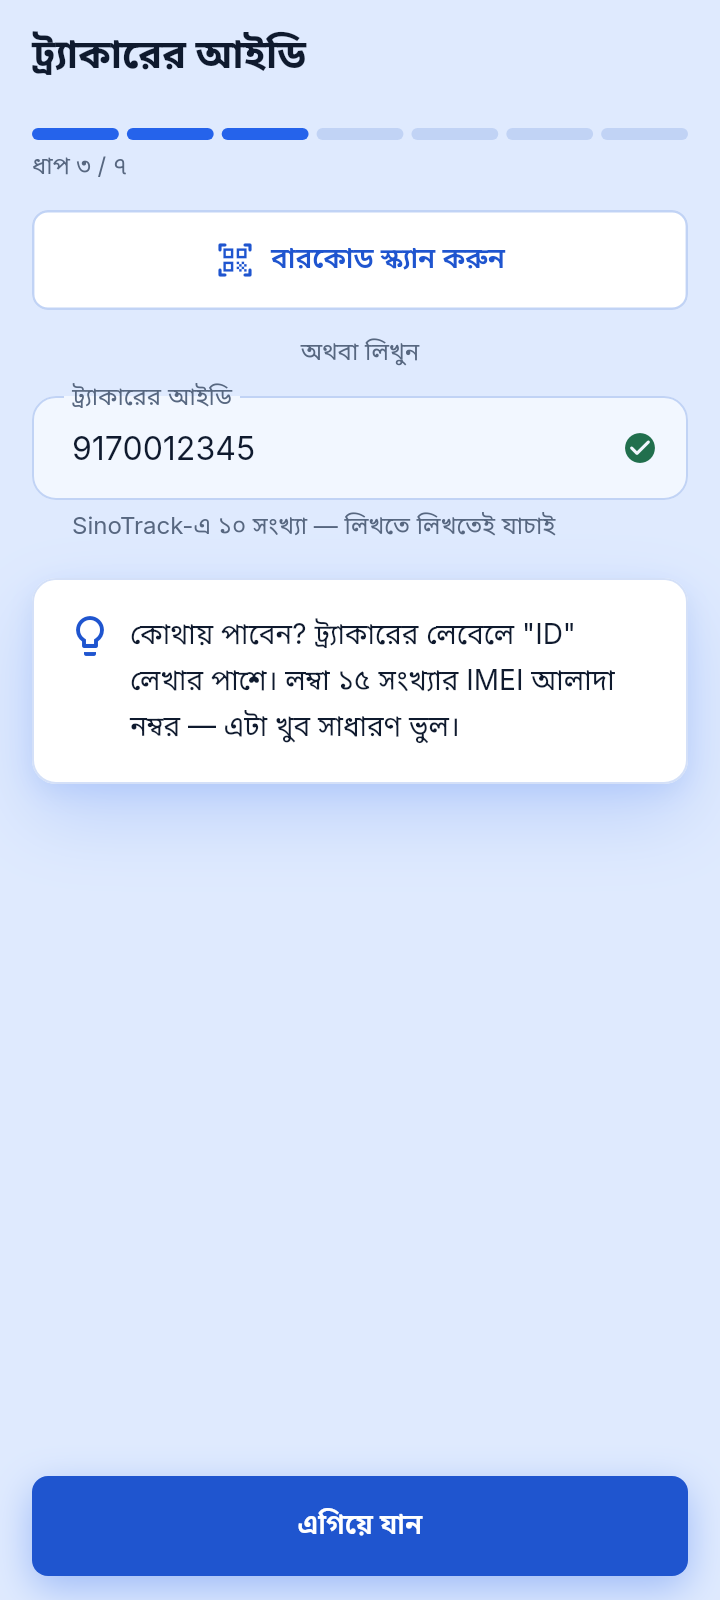 ট্র্যাকারের আইডি
ধাপ ৩ / ৭
বারকোড স্ক্যান করুন
অথবা লিখুন
ট্র্যাকারের আইডি
9170012345
SinoTrack-এ ১০ সংখ্যা — লিখতে লিখতেই যাচাই
কোথায় পাবেন? ট্র্যাকারের লেবেলে "ID"
লেখার পাশে। লম্বা ১৫ সংখ্যার IMEI আলাদা
নম্বর — এটা খুব সাধারণ ভুল।
এগিয়ে যান